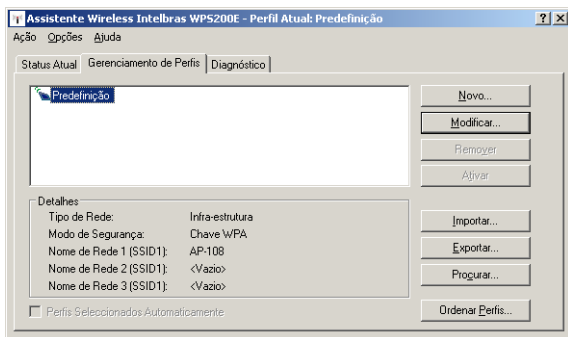 Assistente Wireless Intelbras WPS200E - Perfil Atual: Predefinição
Ação Opções Ajuda
Status Atual Gerenciamento de Perfis Diagnóstico
Predefinição
Novo...
Modificar...
Remover
Ativar
Detalhes
Tipo de Rede: Infra-estrutura
Modo de Segurança: Chave WPA
Nome de Rede 1 (SSID1): AP-108
Nome de Rede 2 (SSID1): <Vazio>
Nome de Rede 3 (SSID1): <Vazio>
Importar...
Exportar...
Procurar...
Perfis Seleccionados Automaticamente
Ordenar Perfis...